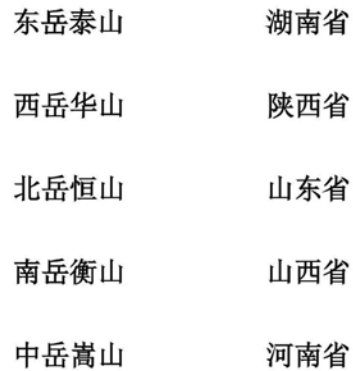 东岳泰山 湖南省
西岳华山 陕西省
北岳恒山 山东省
南岳衡山 山西省
中岳嵩山 河南省